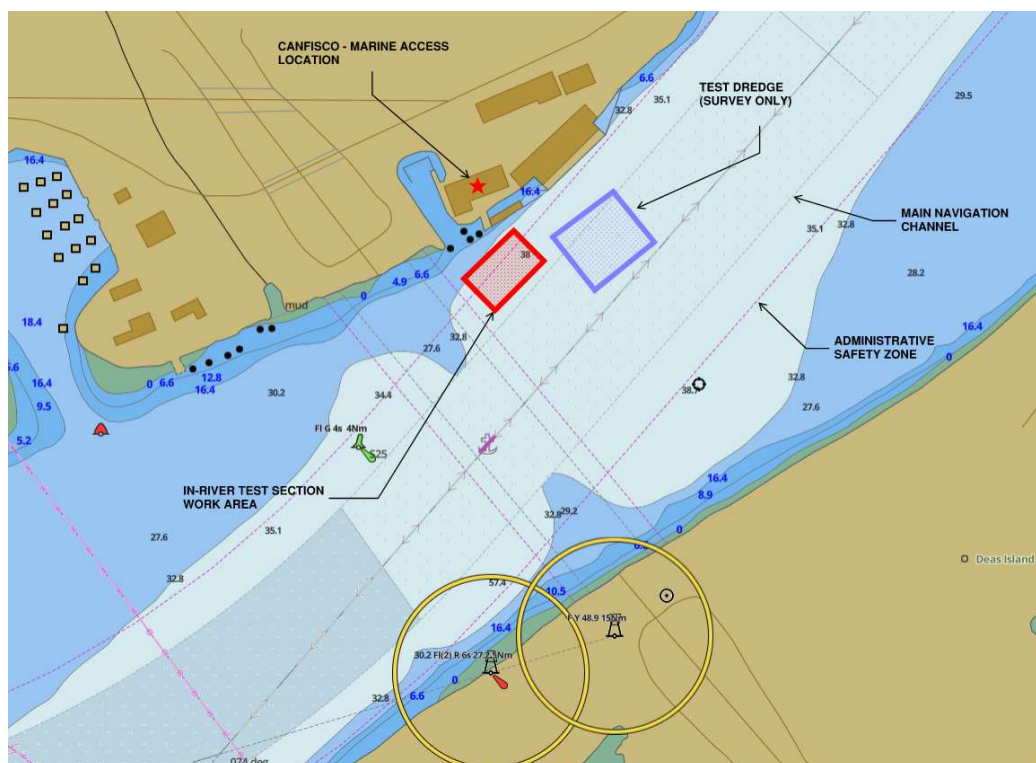 CANFISCO - MARINE ACCESS
LOCATION
6.6
35.1
32.8
TEST DREDGE
(SURVEY ONLY)
29.5
16.4
16.4
MAIN NAVIGATION
CHANNEL
35.1
32.8
38
28.2
6.6
4.9
0
mud
18.4
16.4
0
32.8
27.6
ADMINISTRATIVE
SAFETY ZONE
16.4
9.5
5.2
0
6.6
12.8
16.4
30.2
34.4
32.8
27.6
Fl G 4s 4Nm
S25
IN-RIVER TEST SECTION
WORK AREA
16.4
8.9
0
32.8
29.2
35.1
27.6
32.8
Deas Island
57.4
10.5
16.4
F Y 48.9 15Nm
30.2 Fl(2) R 6s 27.2 5Nm
0
6.6
32.8
074 deg